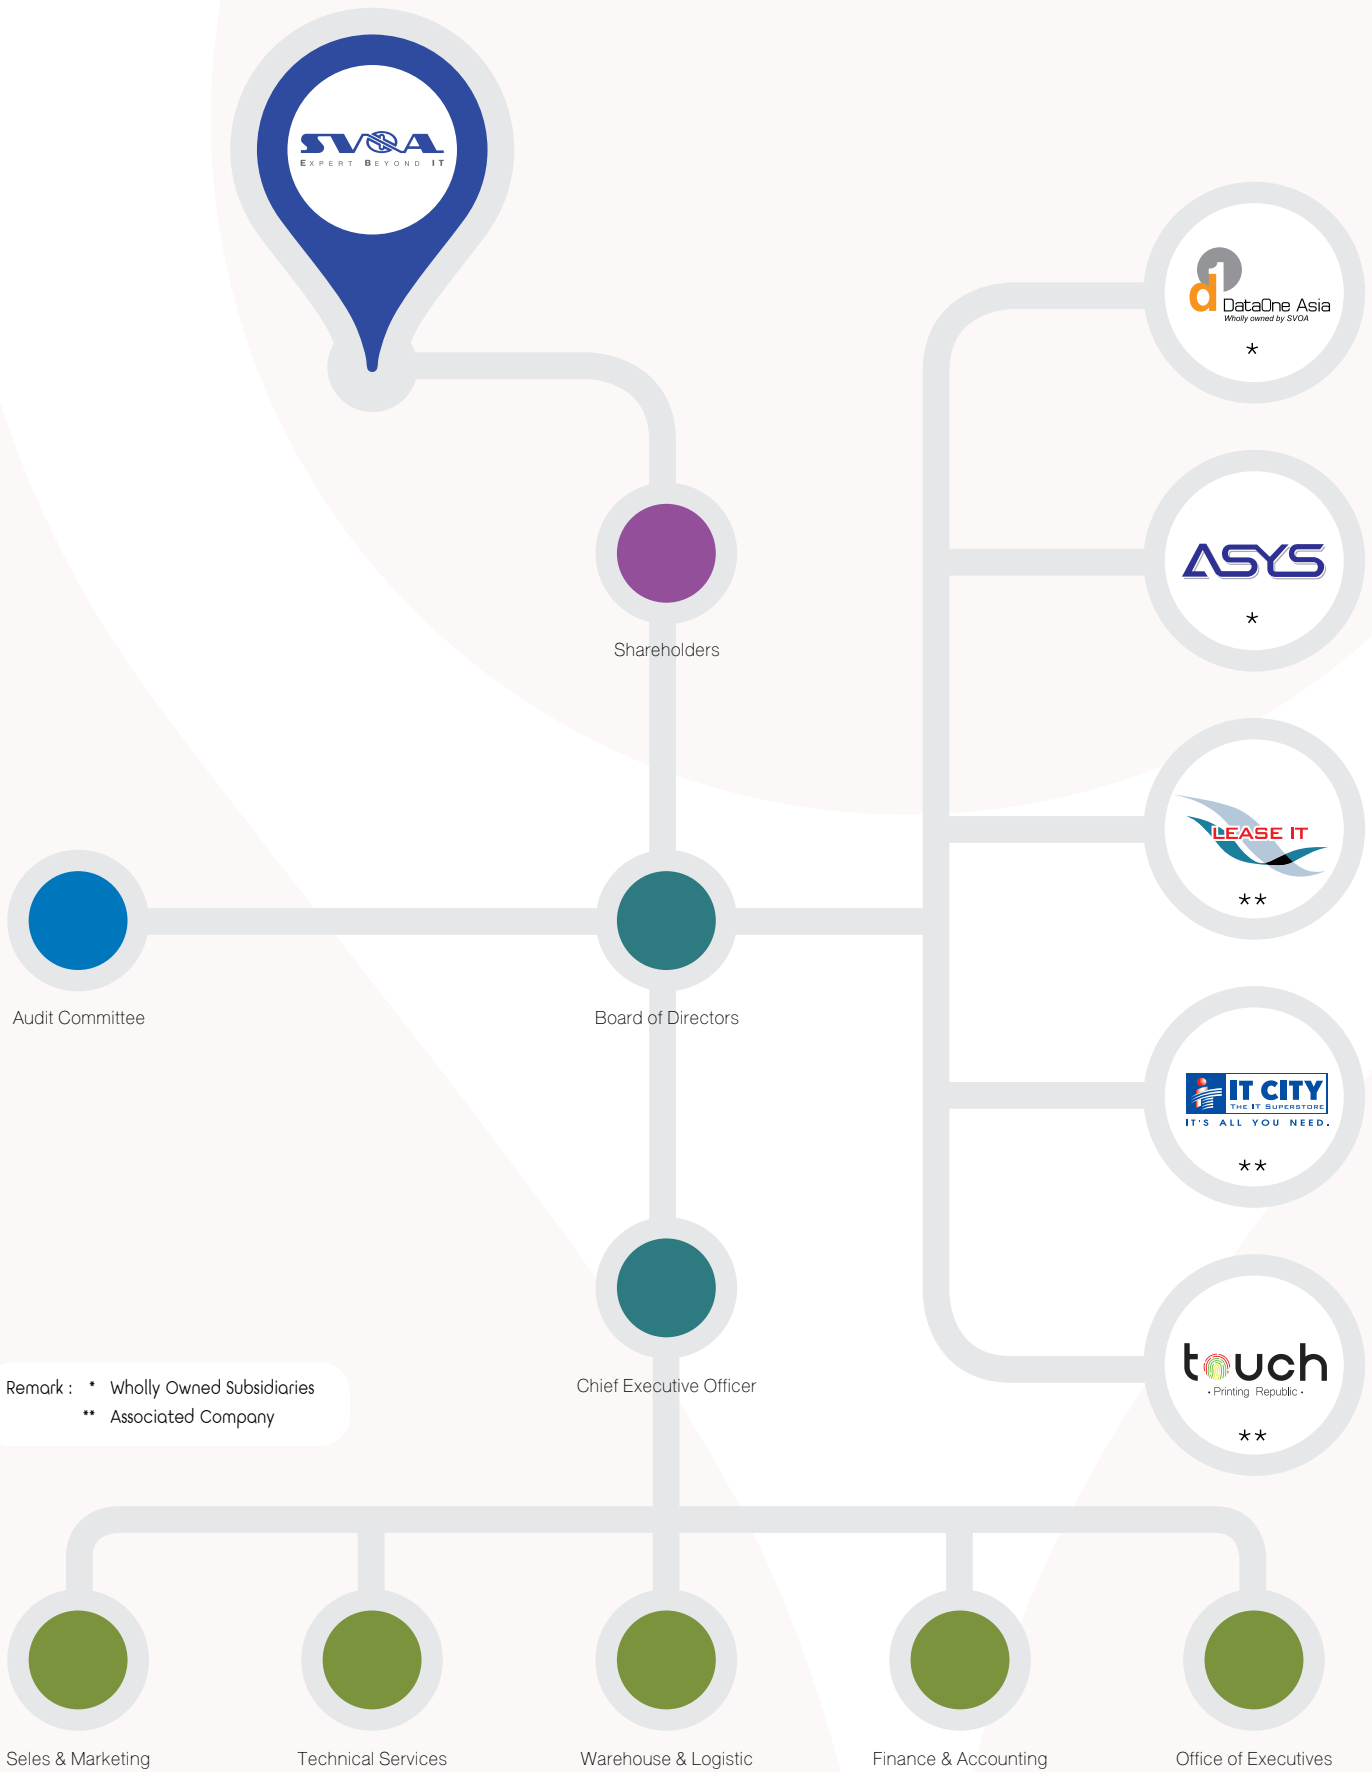 SVOA
EXPERT BEYOND IT
d1
DataOne Asia
Wholly owned by SVOA
*
ASYS
*
Shareholders
LEASE IT
**
Audit Committee
Board of Directors
IT CITY
THE IT SUPERSTORE
IT'S ALL YOU NEED.
**
touch
• Printing Republic •
**
Chief Executive Officer
Remark : * Wholly Owned Subsidiaries
** Associated Company
Seles & Marketing
Technical Services
Warehouse & Logistic
Finance & Accounting
Office of Executives